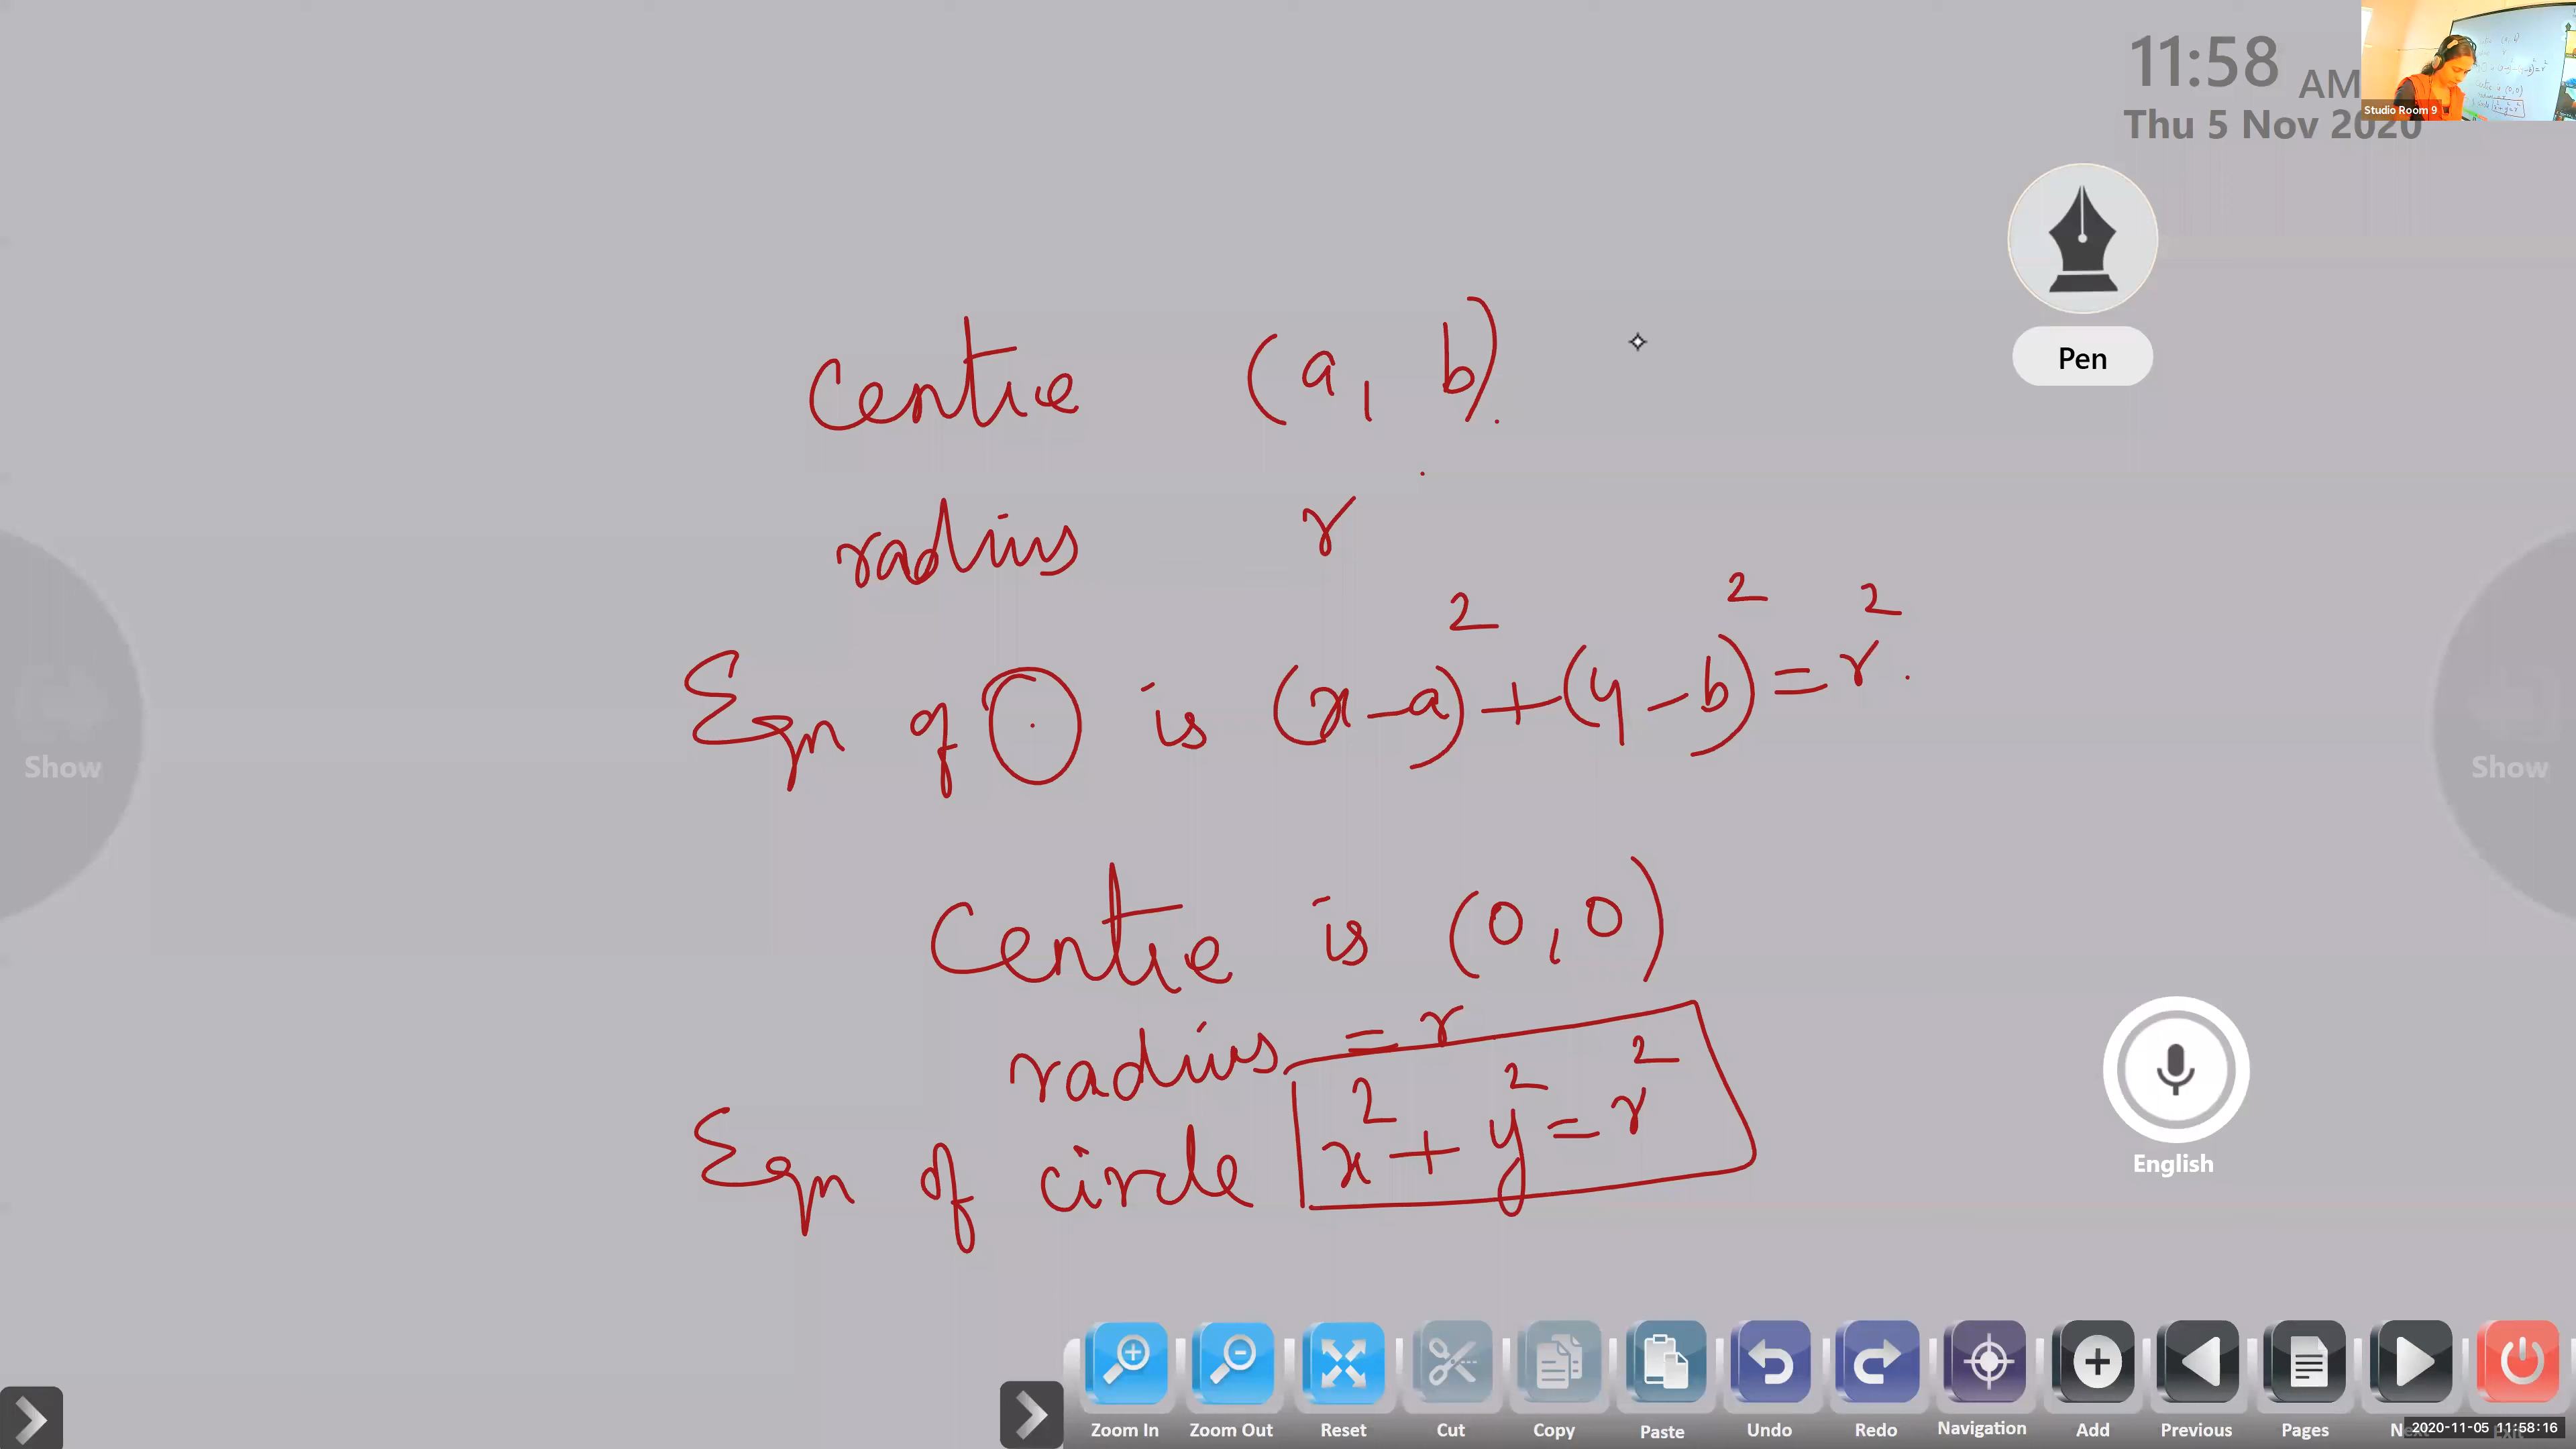 11:58 AM
Studio Room 9
Thu 5 Nov 2020
Pen
Centre (a, b).
radius r
Eqn of ⊙ is (x-a)²+(y-b)²=r².
Show
Show
Centre is (0,0)
radius = r
Eqn of circle x²+y²=r²
English
Zoom In Zoom Out Reset Cut Copy Paste Undo Redo Navigation Add Previous Pages
2020-11-05 11:58:16